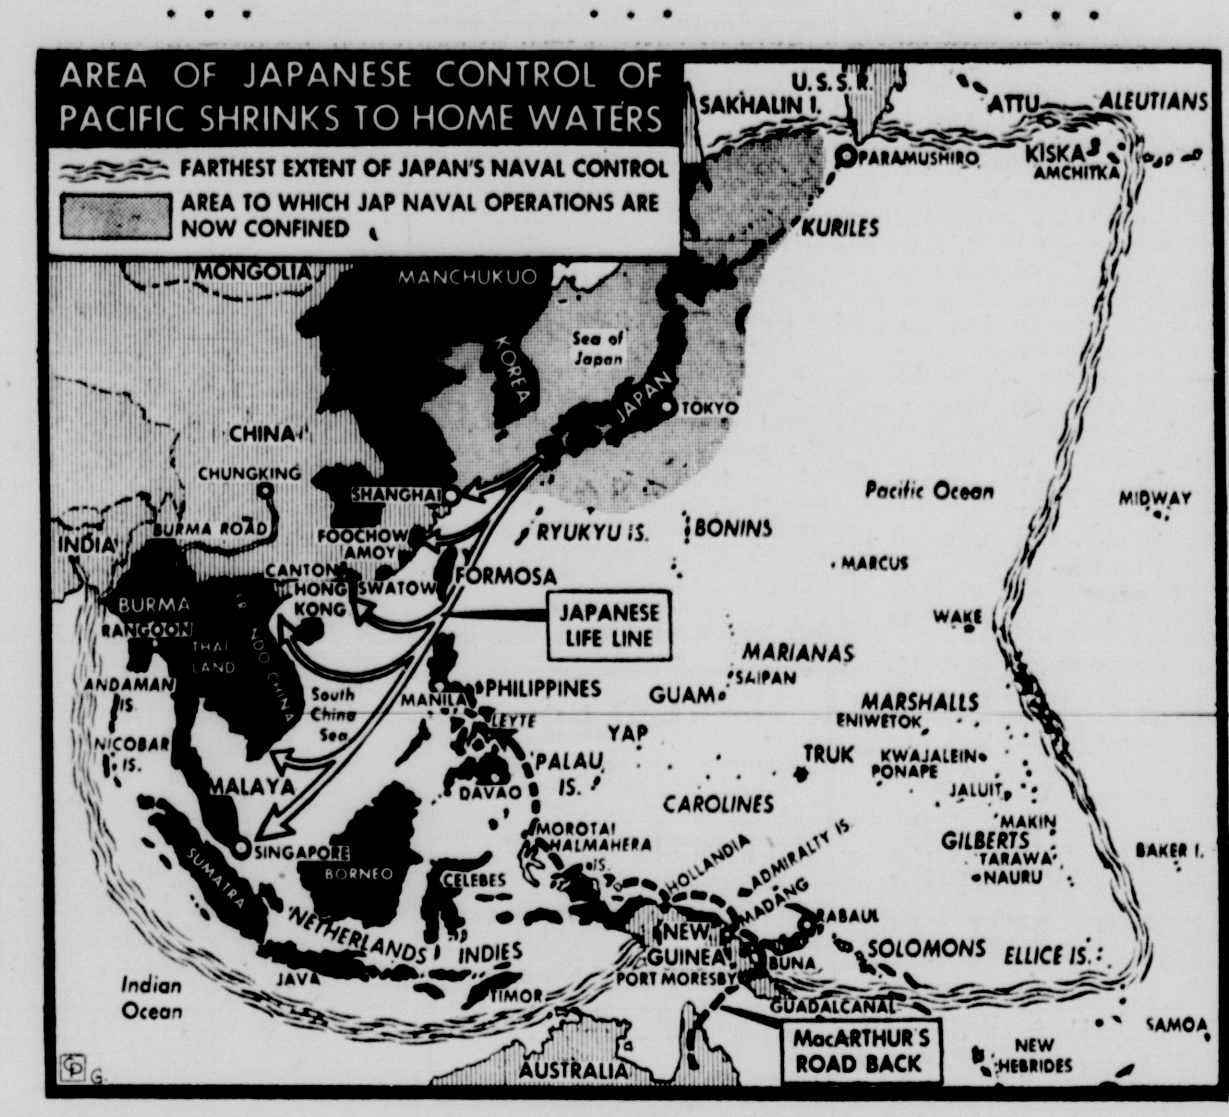 AREA OF JAPANESE CONTROL OF
PACIFIC SHRINKS TO HOME WATERS
FARTHEST EXTENT OF JAPAN'S NAVAL CONTROL
AREA TO WHICH JAP NAVAL OPERATIONS ARE
NOW CONFINED
U.S.S.R.
SAKHALIN I.
ATTU
ALEUTIANS
PARAMUSHIRO
KISKA
AMCHITKA
KURILES
MONGOLIA
MANCHUKUO
Sea of
Japan
KOREA
JAPAN
TOKYO
CHINA
CHUNGKING
SHANGHAI
Pacific Ocean
MIDWAY
BURMA ROAD
INDIA
FOOCHOW
AMOY
RYUKYU IS.
BONINS
MARCUS
CANTON
HONG
KONG
SWATOW
FORMOSA
BURMA
RANGOON
THAI
LAND
INDO CHINA
JAPANESE
LIFE LINE
WAKE
MARIANAS
SAIPAN
GUAM
ANDAMAN
IS.
South
China
Sea
MANILA
PHILIPPINES
LEYTE
MARSHALLS
ENIWETOK
NICOBAR
IS.
YAP
PALAU
IS.
TRUK
KWAJALEIN
PONAPE
MALAYA
DAVAO
CAROLINES
JALUIT
MAKIN
GILBERTS
TARAWA
NAURU
BAKER I.
SINGAPORE
MOROTAI
HALMAHERA
IS.
SUMATRA
BORNEO
CELEBES
HOLLANDIA
ADMIRALTY IS.
MADANG
RABAUL
NETHERLANDS
INDIES
NEW
GUINEA
PORT MORESBY
BUNA
SOLOMONS
ELLICE IS.
JAVA
TIMOR
GUADALCANAL
Indian
Ocean
MacARTHUR'S
ROAD BACK
SAMOA
NEW
HEBRIDES
AUSTRALIA
G